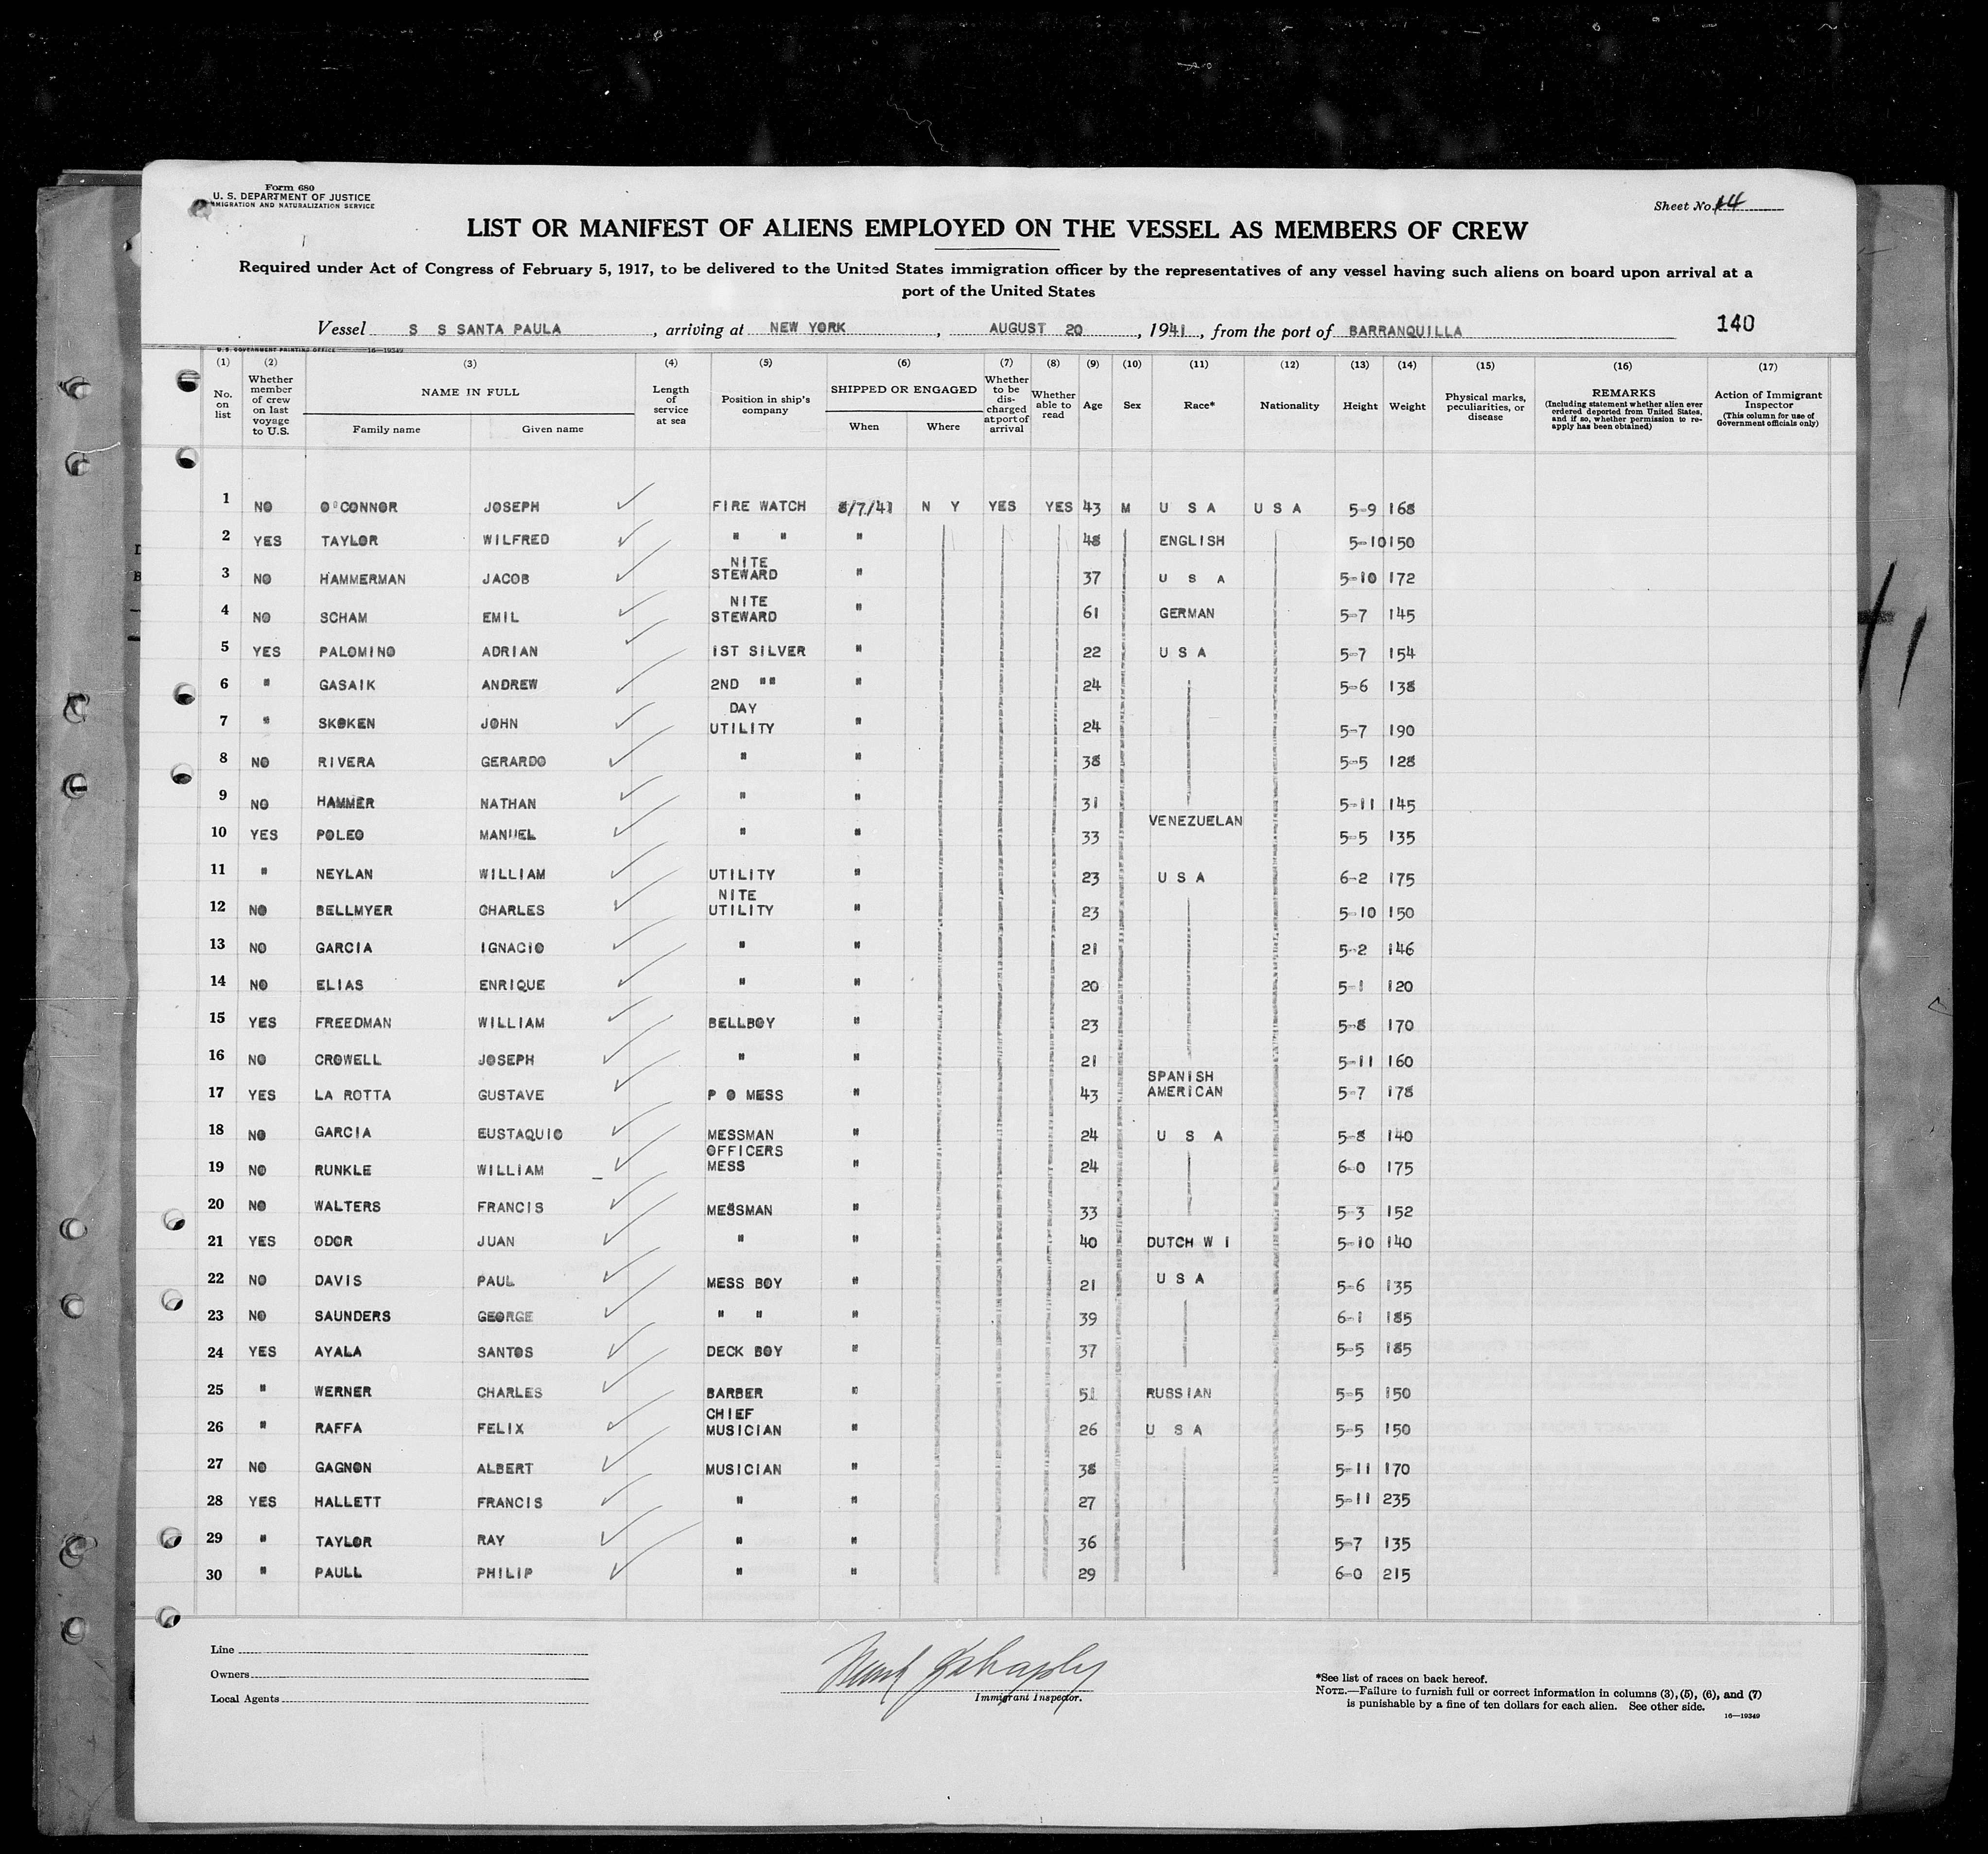 Form 680
U. S. DEPARTMENT OF JUSTICE
IMMIGRATION AND NATURALIZATION SERVICE
Sheet No. 14
LIST OR MANIFEST OF ALIENS EMPLOYED ON THE VESSEL AS MEMBERS OF CREW
Required under Act of Congress of February 5, 1917, to be delivered to the United States immigration officer by the representatives of any vessel having such aliens on board upon arrival at a
port of the United States
Vessel S S SANTA PAULA, arriving at NEW YORK, AUGUST 20, 1941, from the port of BARRANQUILLA
140
U. S. GOVERNMENT PRINTING OFFICE 16—19349
(1) (2) (3) (4) (5) (6) (7) (8) (9) (10) (11) (12) (13) (14) (15) (16) (17)
No. on list
Whether member of crew on last voyage to U.S.
NAME IN FULL
Family name Given name
Length of service at sea
Position in ship's company
SHIPPED OR ENGAGED
When Where
Whether to be discharged at port of arrival
Whether able to read
Age
Sex
Race*
Nationality
Height
Weight
Physical marks, peculiarities, or disease
REMARKS
(Including statement whether alien ever ordered deported from United States, and if so, whether permission to reapply has been obtained)
Action of Immigrant Inspector
(This column for use of Government officials only)
1 NO O'CONNOR JOSEPH FIRE WATCH 8/7/41 N Y YES YES 43 M U S A U S A 5-9 168
2 YES TAYLOR WILFRED " " " 48 ENGLISH 5-10 150
3 NO HAMMERMAN JACOB NITE STEWARD " 37 U S A 5-10 172
4 NO SCHAM EMIL NITE STEWARD " 61 GERMAN 5-7 145
5 YES PALOMINO ADRIAN 1ST SILVER " 22 U S A 5-7 154
6 " GASAIK ANDREW 2ND "" " 24 5-6 138
7 " SKOKEN JOHN DAY UTILITY " 24 5-7 190
8 NO RIVERA GERARDO " " 38 5-5 128
9 NO HAMMER NATHAN " " 31 5-11 145
10 YES POLEO MANUEL " " 33 VENEZUELAN 5-5 135
11 " NEYLAN WILLIAM UTILITY " 23 U S A 6-2 175
12 NO BELLMYER CHARLES NITE UTILITY " 23 5-10 150
13 NO GARCIA IGNACIO " " 21 5-2 146
14 NO ELIAS ENRIQUE " " 20 5-1 120
15 YES FREEDMAN WILLIAM BELLBOY " 23 5-8 170
16 NO CROWELL JOSEPH " " 21 5-11 160
17 YES LA ROTTA GUSTAVE P O MESS " 43 SPANISH AMERICAN 5-7 178
18 NO GARCIA EUSTAQUIO MESSMAN " 24 U S A 5-8 140
19 NO RUNKLE WILLIAM OFFICERS MESS " 24 6-0 175
20 NO WALTERS FRANCIS MESSMAN " 33 5-3 152
21 YES ODOR JUAN " " 40 DUTCH W I 5-10 140
22 NO DAVIS PAUL MESS BOY " 21 U S A 5-6 135
23 NO SAUNDERS GEORGE " " " 39 6-1 185
24 YES AYALA SANTOS DECK BOY " 37 5-5 185
25 " WERNER CHARLES BARBER " 51 RUSSIAN 5-5 150
26 " RAFFA FELIX CHIEF MUSICIAN " 26 U S A 5-5 150
27 NO GAGNON ALBERT MUSICIAN " 38 5-11 170
28 YES HALLETT FRANCIS " " 27 5-11 235
29 " TAYLOR RAY " " 36 5-7 135
30 " PAULL PHILIP " " 29 6-0 215
Line
Owners
Local Agents
Immigrant Inspector.
*See list of races on back hereof.
NOTE.—Failure to furnish full or correct information in columns (3), (5), (6), and (7)
is punishable by a fine of ten dollars for each alien. See other side.
16—19349